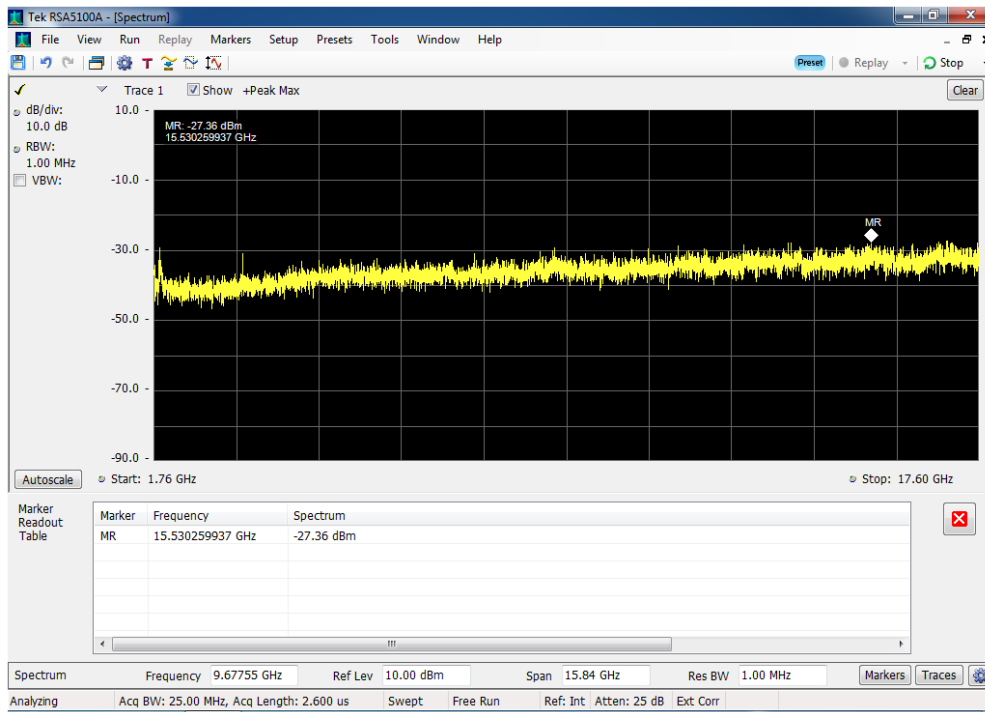 Tek RSA5100A - [Spectrum]
File View Run Replay Markers Setup Presets Tools Window Help
T Preset Replay Stop
Trace 1 Show +Peak Max Clear
dB/div:
10.0 dB
RBW:
1.00 MHz
VBW:
10.0
-10.0
-30.0
-50.0
-70.0
-90.0
MR: -27.36 dBm
15.530259937 GHz
MR
Autoscale Start: 1.76 GHz Stop: 17.60 GHz
Marker
Readout
Table
Marker Frequency Spectrum
MR 15.530259937 GHz -27.36 dBm
Spectrum Frequency 9.67755 GHz Ref Lev 10.00 dBm Span 15.84 GHz Res BW 1.00 MHz Markers Traces
Analyzing Acq BW: 25.00 MHz, Acq Length: 2.600 us Swept Free Run Ref: Int Atten: 25 dB Ext Corr